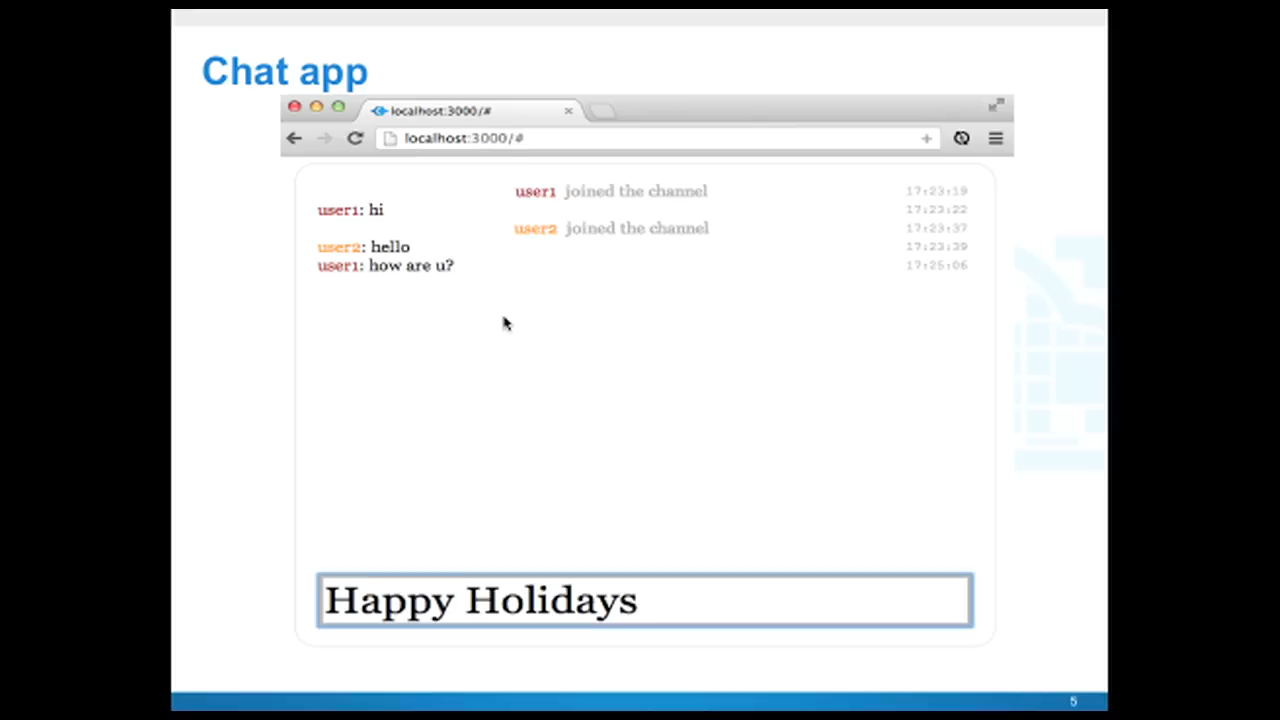 Chat app
localhost:3000/#
localhost:3000/#
user1 joined the channel 17:23:19
user1: hi 17:23:22
user2 joined the channel 17:23:37
user2: hello 17:23:39
user1: how are u? 17:25:06
Happy Holidays
5